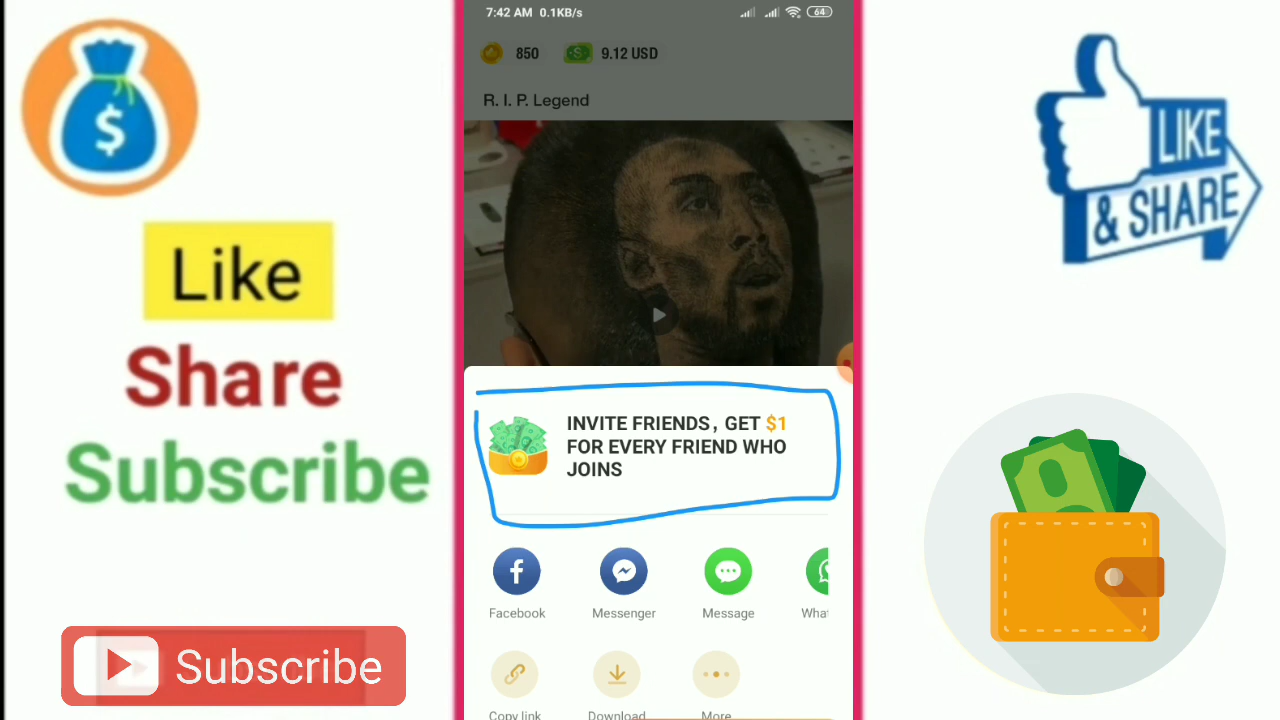 7:42 AM 0.1KB/s
64
850
9.12 USD
R. I. P. Legend
INVITE FRIENDS, GET $1
FOR EVERY FRIEND WHO
JOINS
Facebook
Messenger
Message
What
Copy link
Download
More
Like
Share
Subscribe
Subscribe
LIKE
& SHARE